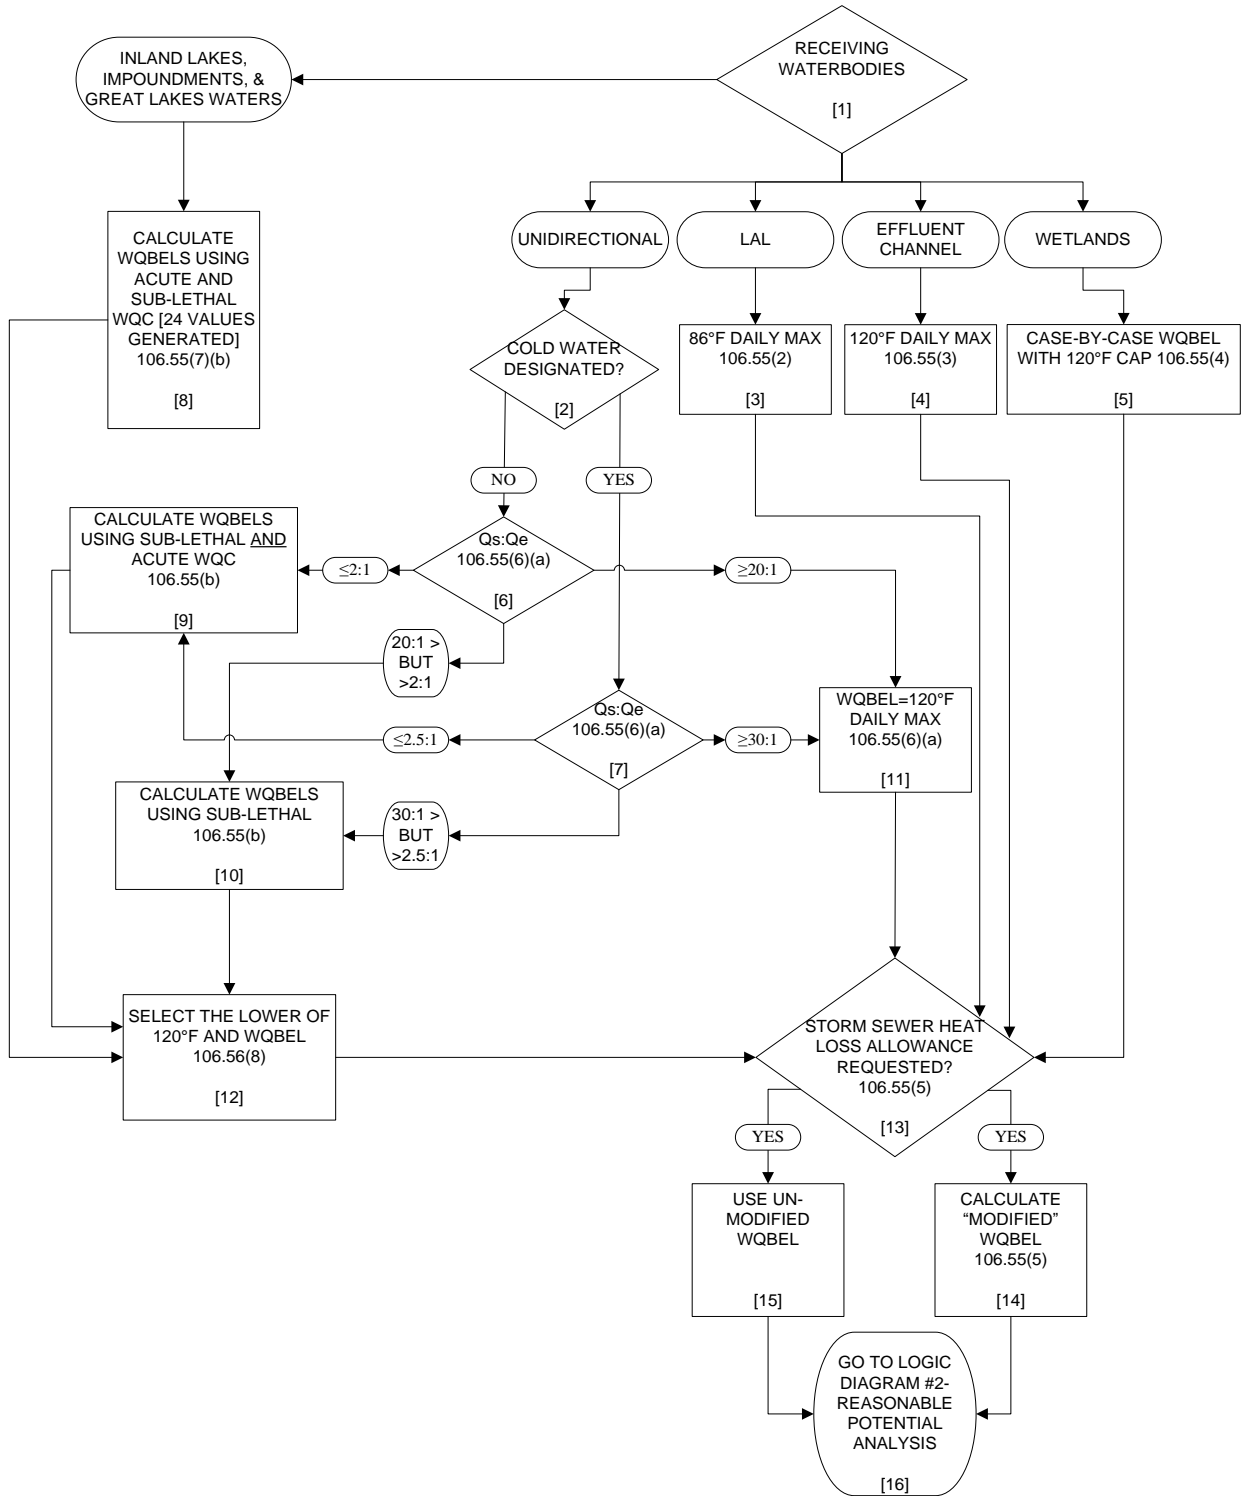 RECEIVING
WATERBODIES
[1]
INLAND LAKES,
IMPOUNDMENTS, &
GREAT LAKES WATERS
UNIDIRECTIONAL
LAL
EFFLUENT
CHANNEL
WETLANDS
CALCULATE
WQBELS USING
ACUTE AND
SUB-LETHAL
WQC [24 VALUES
GENERATED]
106.55(7)(b)
[8]
COLD WATER
DESIGNATED?
[2]
86°F DAILY MAX
106.55(2)
[3]
120°F DAILY MAX
106.55(3)
[4]
CASE-BY-CASE WQBEL
WITH 120°F CAP 106.55(4)
[5]
NO
YES
CALCULATE WQBELS
USING SUB-LETHAL AND
ACUTE WQC
106.55(b)
[9]
≤2:1
Qs:Qe
106.55(6)(a)
[6]
≥20:1
20:1 >
BUT
>2:1
≤2.5:1
Qs:Qe
106.55(6)(a)
[7]
≥30:1
WQBEL=120°F
DAILY MAX
106.55(6)(a)
[11]
CALCULATE WQBELS
USING SUB-LETHAL
106.55(b)
[10]
30:1 >
BUT
>2.5:1
SELECT THE LOWER OF
120°F AND WQBEL
106.56(8)
[12]
STORM SEWER HEAT
LOSS ALLOWANCE
REQUESTED?
106.55(5)
[13]
YES
YES
USE UN-
MODIFIED
WQBEL
[15]
CALCULATE
“MODIFIED”
WQBEL
106.55(5)
[14]
GO TO LOGIC
DIAGRAM #2-
REASONABLE
POTENTIAL
ANALYSIS
[16]